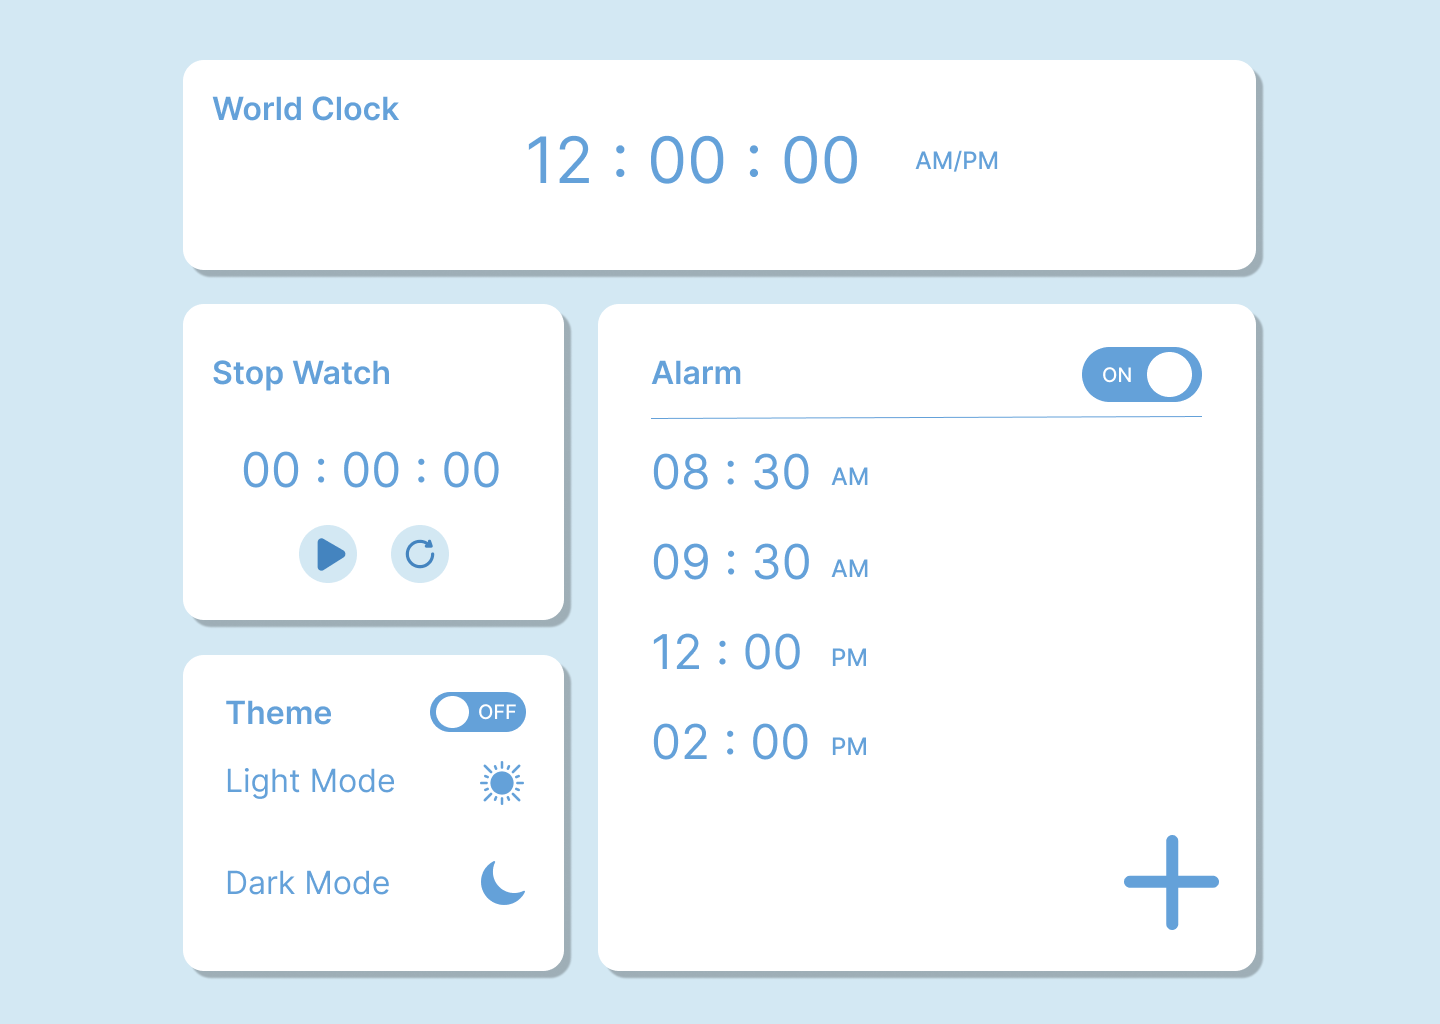 World Clock
12 : 00 : 00 AM/PM
Stop Watch
00 : 00 : 00
Theme OFF
Light Mode
Dark Mode
Alarm ON
08 : 30 AM
09 : 30 AM
12 : 00 PM
02 : 00 PM